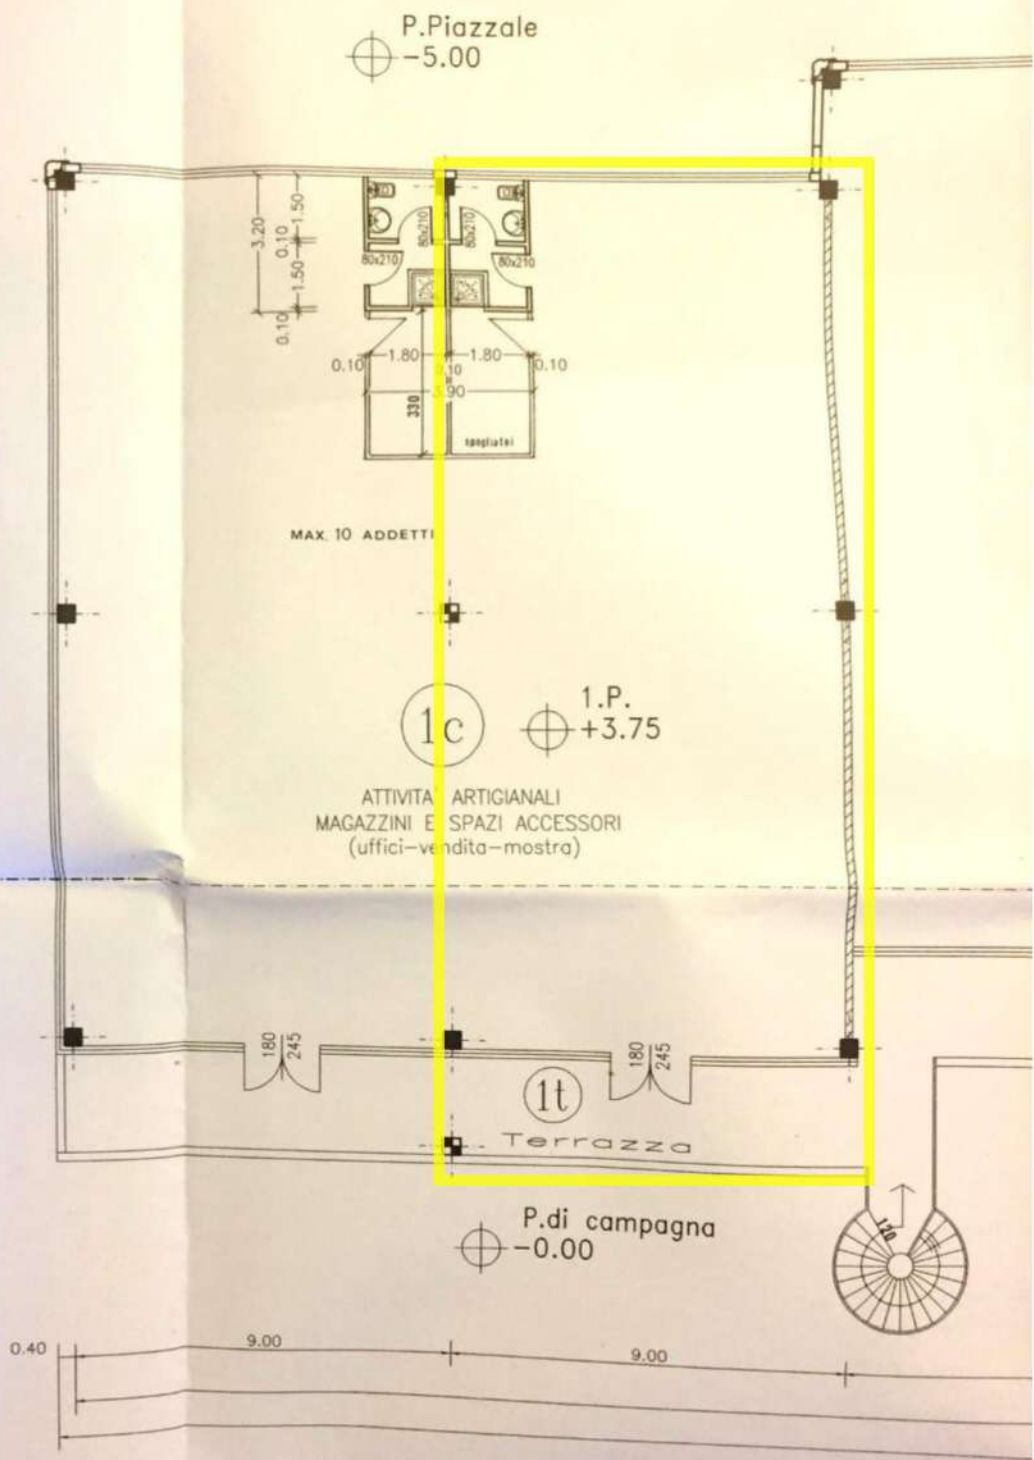 P.Piazzale
-5.00
3.20
1.50
0.10
1.50
0.10
80x210
80x210
80x210
80x210
0.10
1.80
1.80
0.10
0.10
3.90
330
spogliatoi
MAX. 10 ADDETTI
1c
1.P.
+3.75
ATTIVITA' ARTIGIANALI
MAGAZZINI E SPAZI ACCESSORI
(uffici-vendita-mostra)
180
245
180
245
1t
Terrazza
P.di campagna
-0.00
120
0.40
9.00
9.00